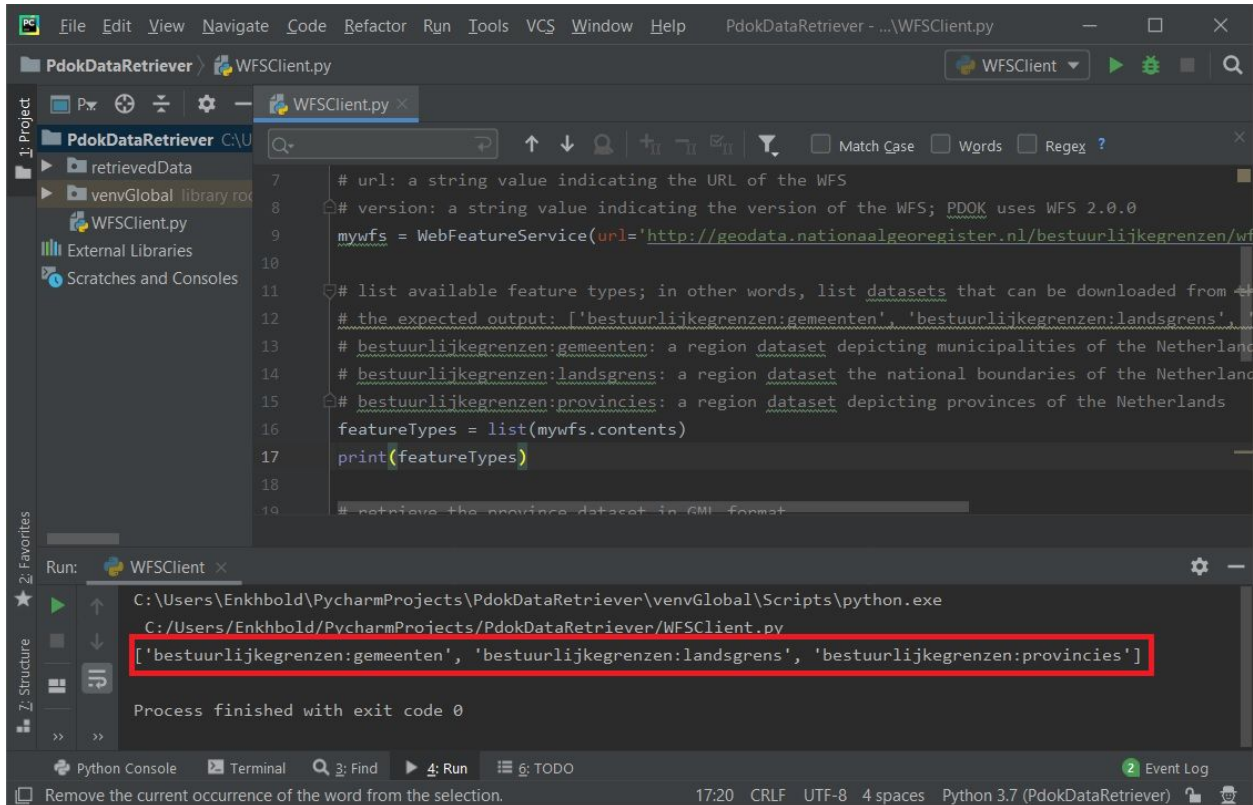 File Edit View Navigate Code Refactor Run Tools VCS Window Help PdokDataRetriever - ...\WFSClient.py
PdokDataRetriever WFSClient.py WFSClient
1: Project
WFSClient.py
PdokDataRetriever C:\U
retrievedData
venvGlobal library roo
WFSClient.py
External Libraries
Scratches and Consoles
Match Case Words Regex ?
7 # url: a string value indicating the URL of the WFS
8 # version: a string value indicating the version of the WFS; PDOK uses WFS 2.0.0
9 mywfs = WebFeatureService(url='http://geodata.nationaalgeoregister.nl/bestuurlijkegrenzen/wf
10
11 # list available feature types; in other words, list datasets that can be downloaded from th
12 # the expected output: ['bestuurlijkegrenzen:gemeenten', 'bestuurlijkegrenzen:landsgrens', '
13 # bestuurlijkegrenzen:gemeenten: a region dataset depicting municipalities of the Netherland
14 # bestuurlijkegrenzen:landsgrens: a region dataset the national boundaries of the Netherland
15 # bestuurlijkegrenzen:provincies: a region dataset depicting provinces of the Netherlands
16 featureTypes = list(mywfs.contents)
17 print(featureTypes)
18
19 # retrieve the province dataset in GML format
2: Favorites
7: Structure
Run: WFSClient
C:\Users\Enkhbold\PycharmProjects\PdokDataRetriever\venvGlobal\Scripts\python.exe
C:/Users/Enkhbold/PycharmProjects/PdokDataRetriever/WFSClient.py
['bestuurlijkegrenzen:gemeenten', 'bestuurlijkegrenzen:landsgrens', 'bestuurlijkegrenzen:provincies']
Process finished with exit code 0
Python Console Terminal 3: Find 4: Run 6: TODO 2 Event Log
Remove the current occurrence of the word from the selection. 17:20 CRLF UTF-8 4 spaces Python 3.7 (PdokDataRetriever)